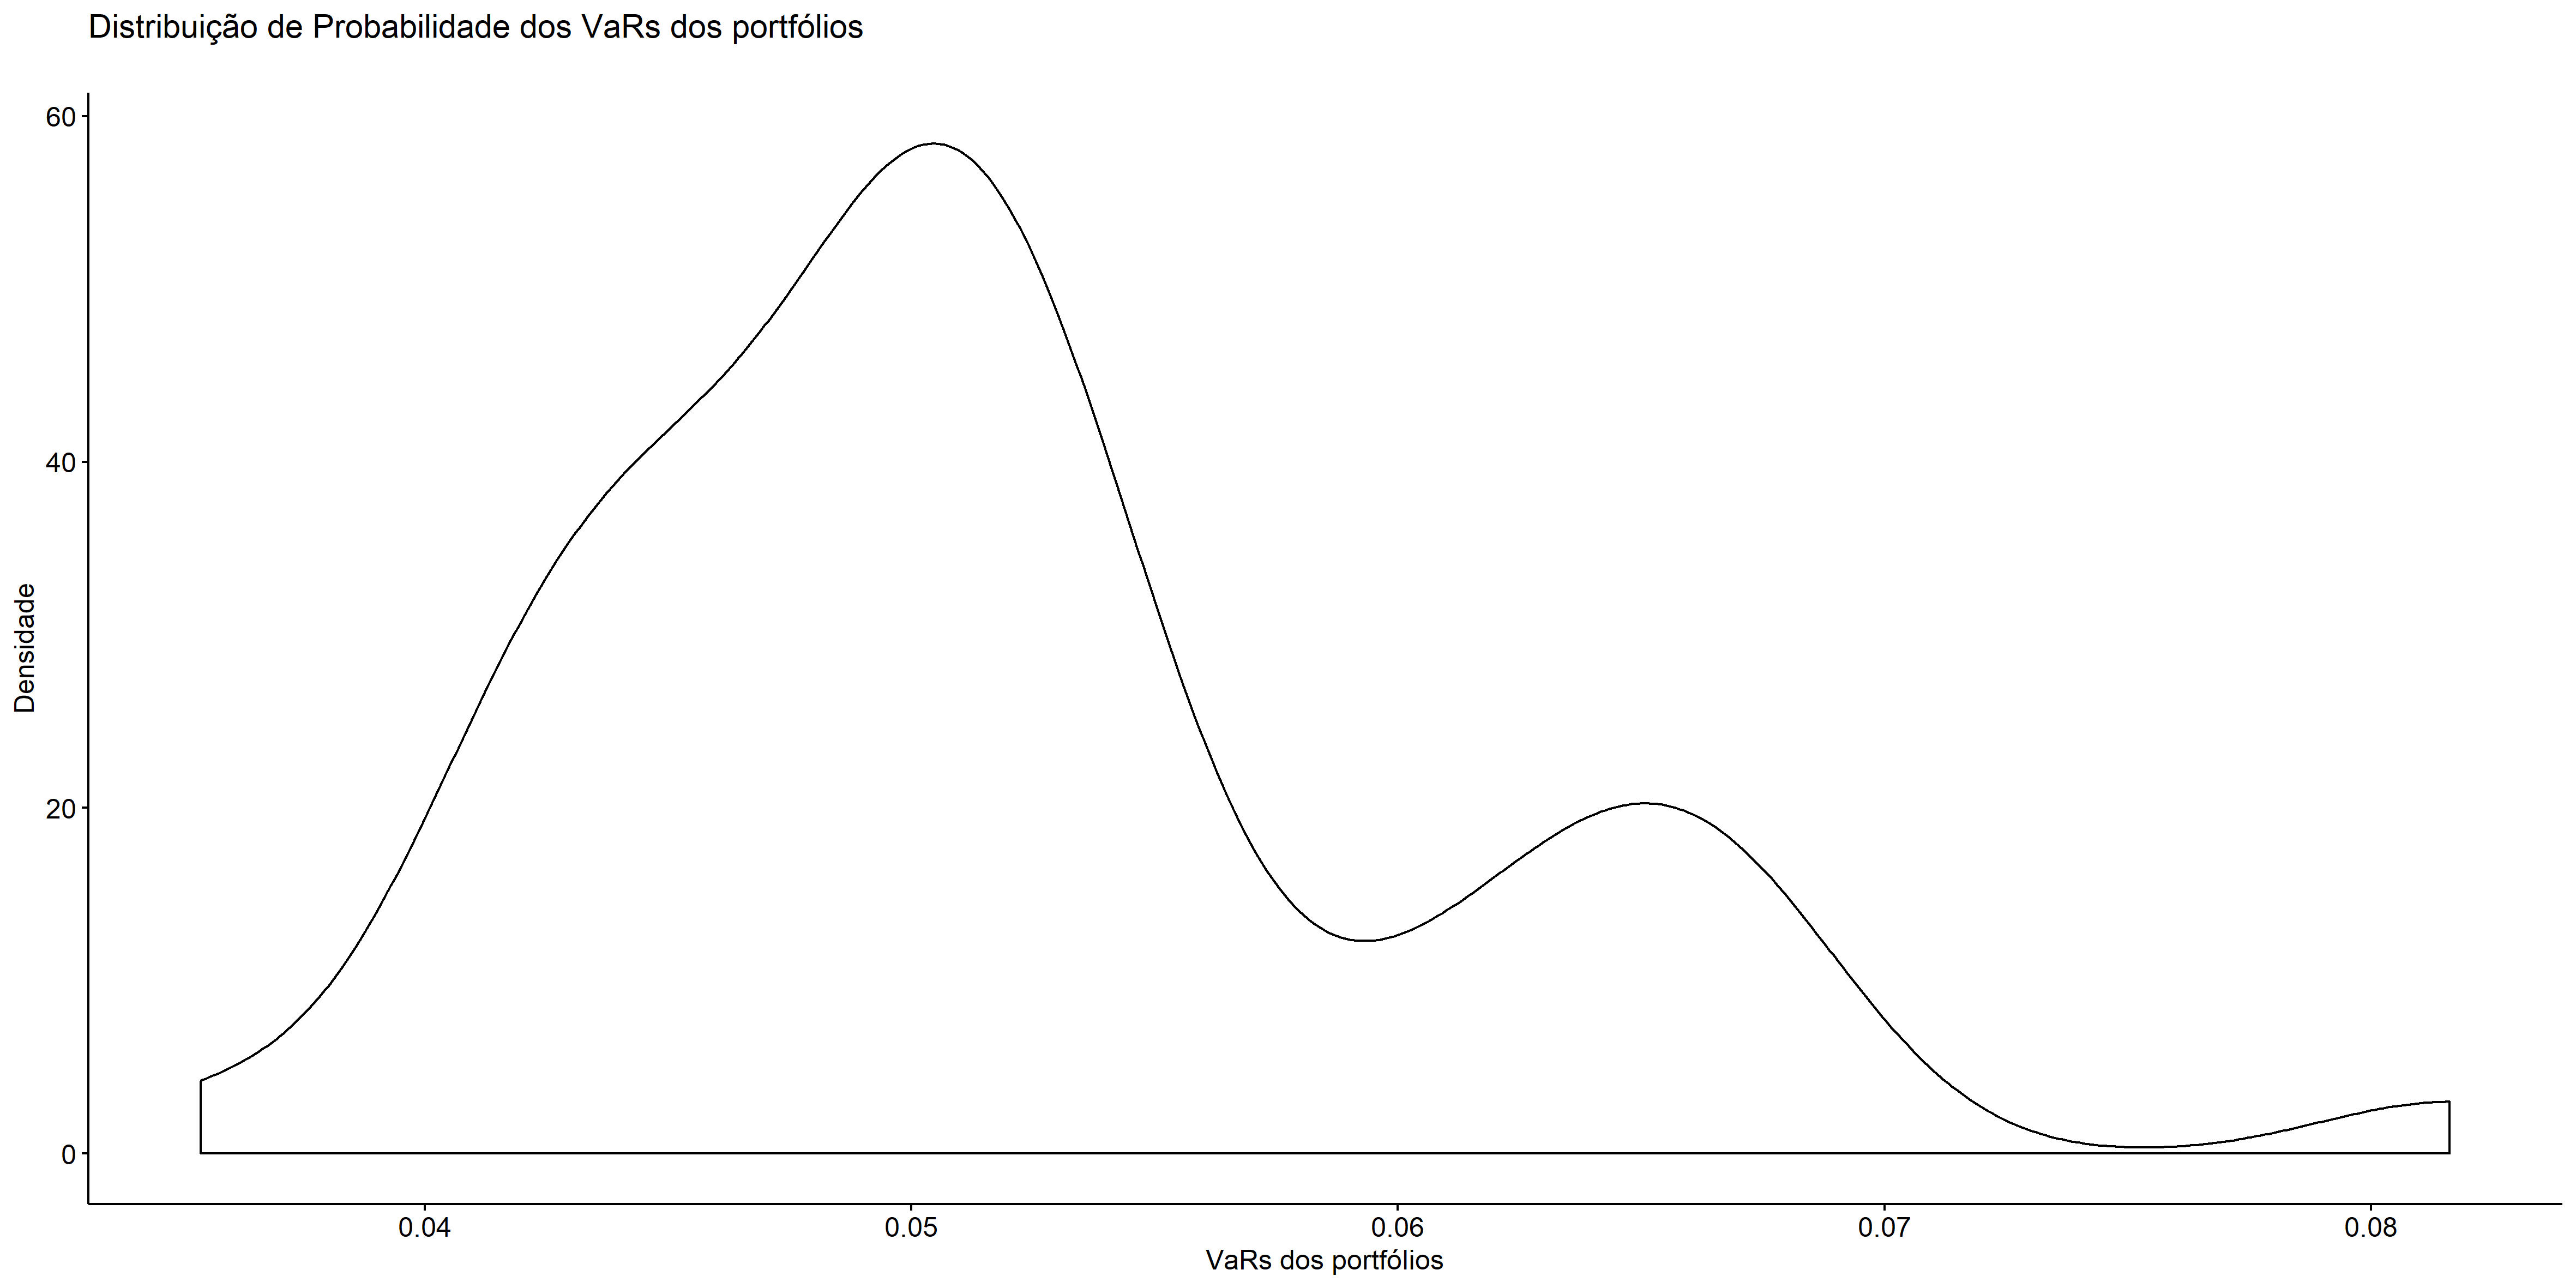 Distribuição de Probabilidade dos VaRs dos portfólios
60
40
20
0
Densidade
0.04 0.05 0.06 0.07 0.08
VaRs dos portfólios